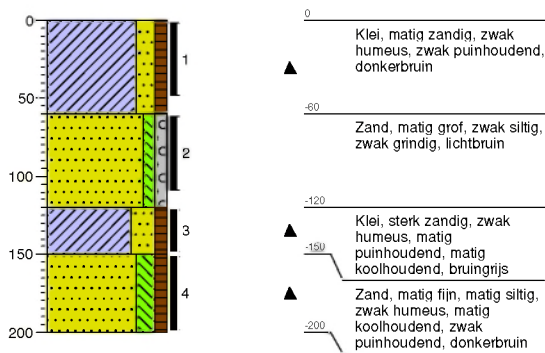 0
50
100
150
200
1
2
3
4
0
Klei, matig zandig, zwak
humeus, zwak puinhoudend,
donkerbruin
-60
Zand, matig grof, zwak siltig,
zwak grindig, lichtbruin
-120
Klei, sterk zandig, zwak
humeus, matig
puinhoudend, matig
koolhoudend, bruingrijs
-150
Zand, matig fijn, matig siltig,
zwak humeus, matig
koolhoudend, zwak
puinhoudend, donkerbruin
-200